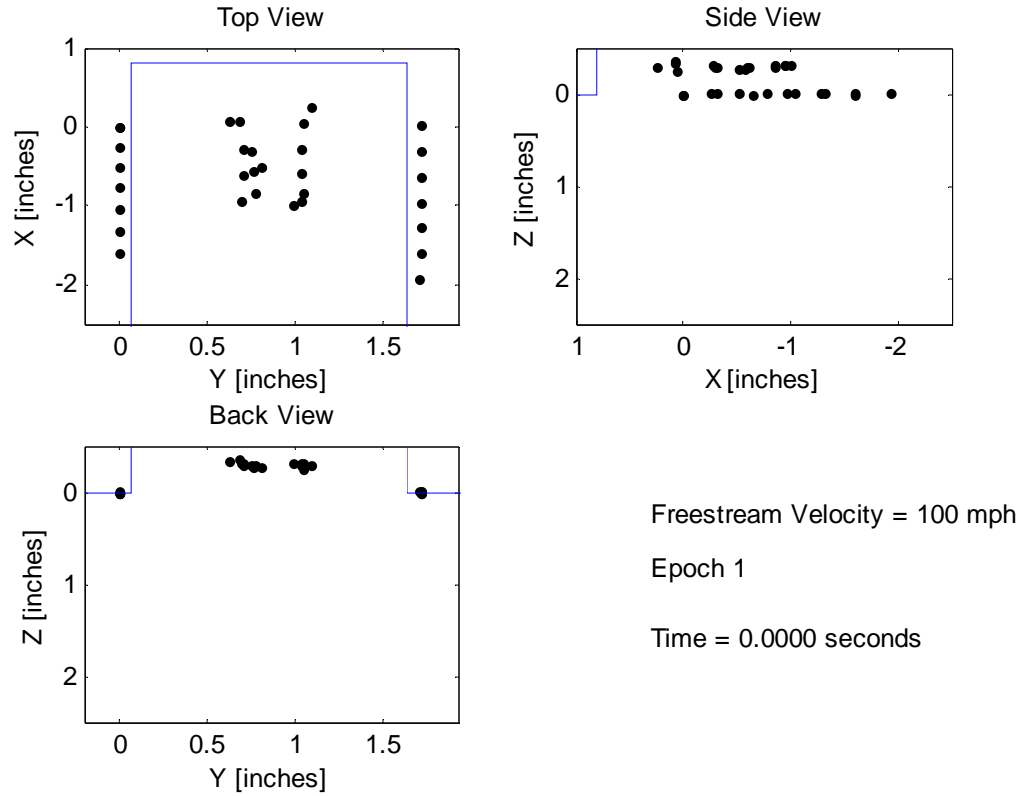 Top View
1
0
-1
-2
X [inches]
0 0.5 1 1.5
Y [inches]
Side View
0
1
2
Z [inches]
1 0 -1 -2
X [inches]
Back View
0
1
2
Z [inches]
0 0.5 1 1.5
Y [inches]
Freestream Velocity = 100 mph
Epoch 1
Time = 0.0000 seconds